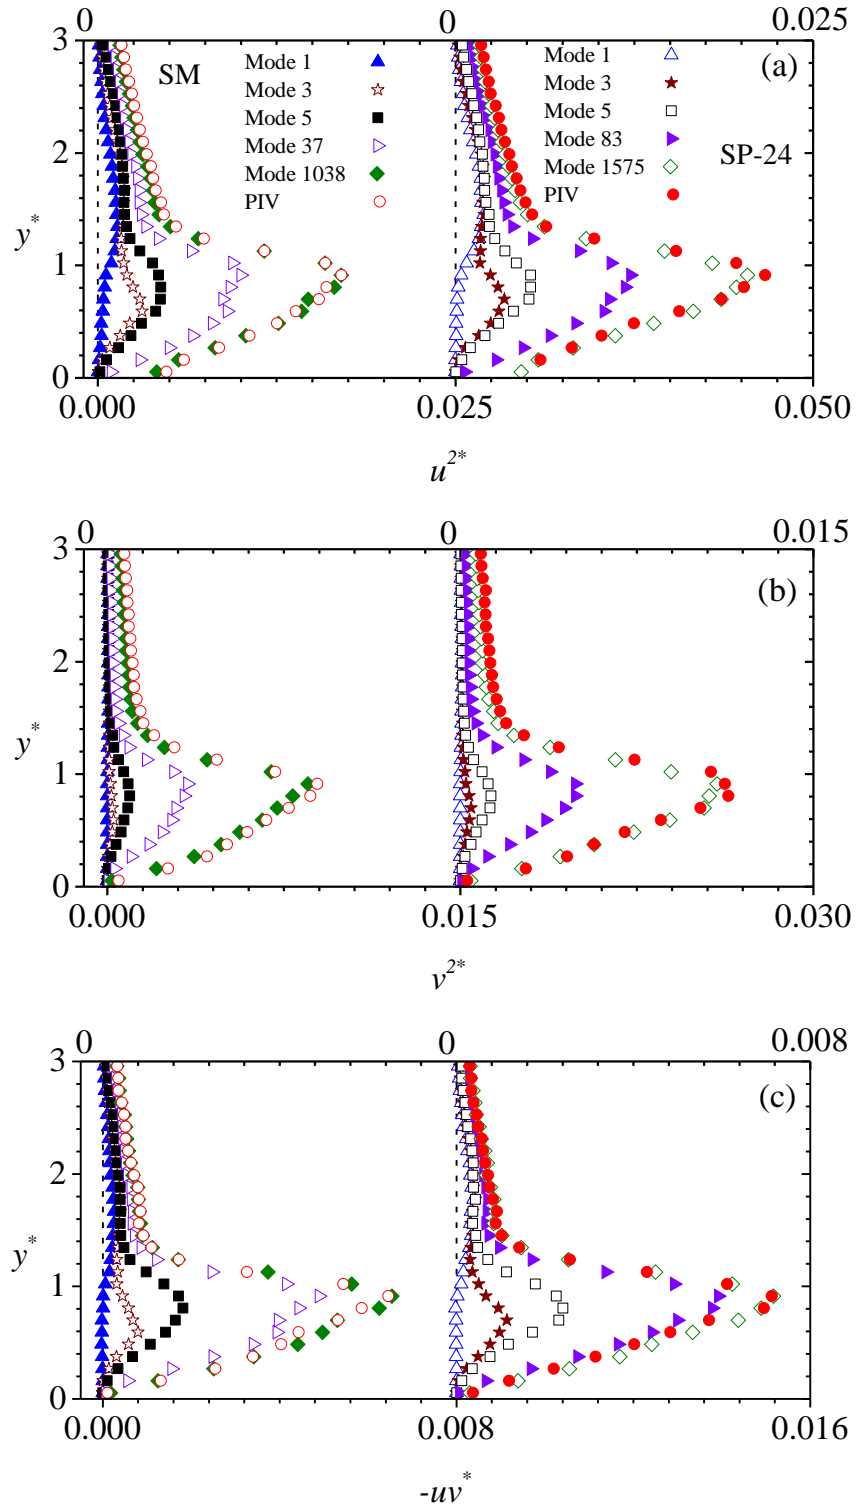 0 0 0.025
3 SM Mode 1 Mode 1 (a)
Mode 3 Mode 3
Mode 5 Mode 5
Mode 37 Mode 83 SP-24
2 Mode 1038 Mode 1575
PIV PIV
y*
1
0
0.000 0.025 0.050
u²*
0 0 0.015
3 (b)
2
y*
1
0
0.000 0.015 0.030
v²*
0 0 0.008
3 (c)
2
y*
1
0
0.000 0.008 0.016
-uv*